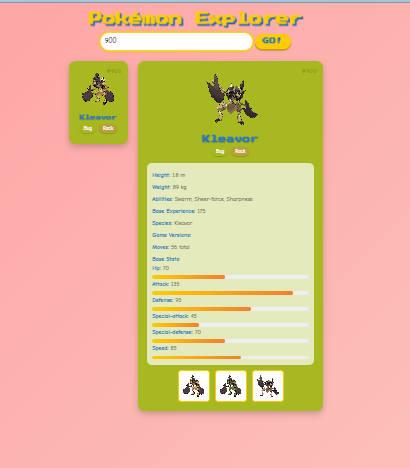 Pokémon Explorer
900
GO!
#900
Kleavor
Bug Rock
#900
Kleavor
Bug Rock
Height: 1.8 m
Weight: 89 kg
Abilities: Swarm, Sheer-force, Sharpness
Base Experience: 175
Species: Kleavor
Game Versions:
Moves: 56 total
Base Stats:
Hp: 70
Attack: 135
Defense: 95
Special-attack: 45
Special-defense: 70
Speed: 85